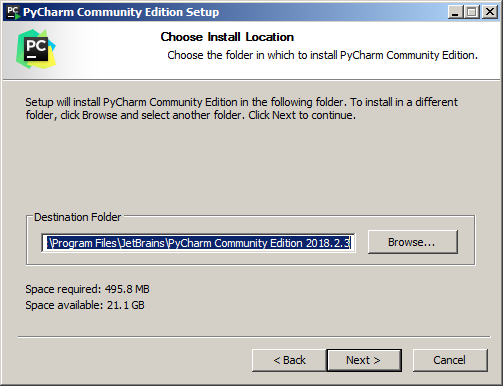 PyCharm Community Edition Setup
Choose Install Location
Choose the folder in which to install PyCharm Community Edition.
Setup will install PyCharm Community Edition in the following folder. To install in a different
folder, click Browse and select another folder. Click Next to continue.
Destination Folder
:\Program Files\JetBrains\PyCharm Community Edition 2018.2.3
Browse...
Space required: 495.8 MB
Space available: 21.1 GB
< Back
Next >
Cancel